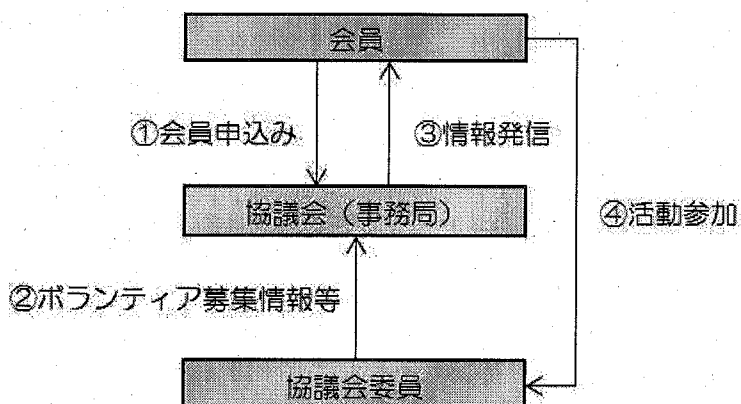 会員
①会員申込み
③情報発信
協議会（事務局）
④活動参加
②ボランティア募集情報等
協議会委員